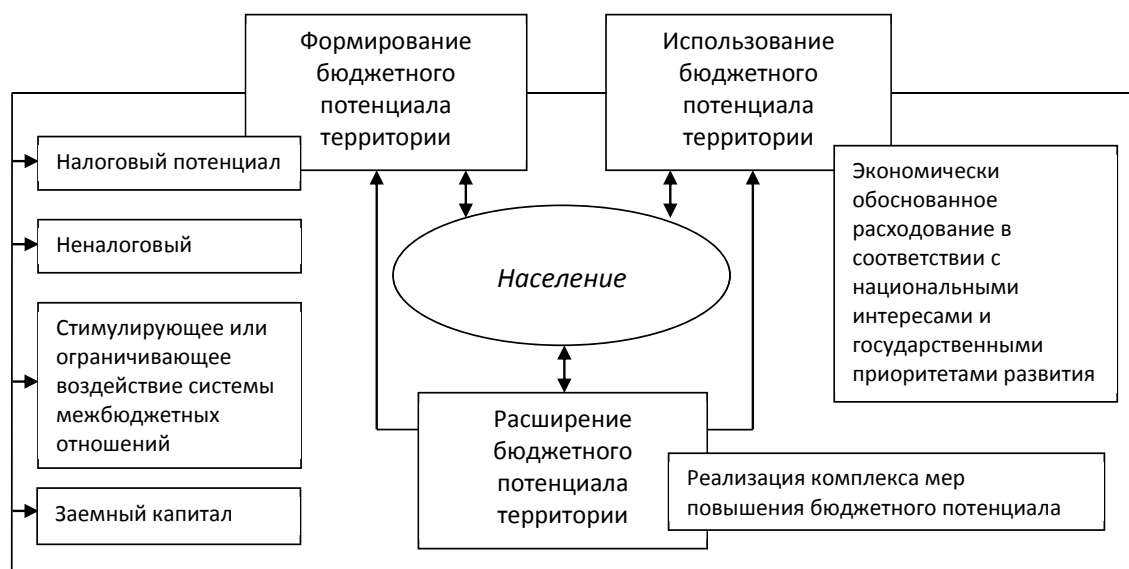 Формирование
бюджетного
потенциала
территории
Использование
бюджетного
потенциала
территории
Налоговый потенциал
Неналоговый
Стимулирующее или
ограничивающее
воздействие системы
межбюджетных
отношений
Заемный капитал
Население
Экономически
обоснованное
расходование в
соответствии с
национальными
интересами и
государственными
приоритетами развития
Расширение
бюджетного
потенциала
территории
Реализация комплекса мер
повышения бюджетного потенциала